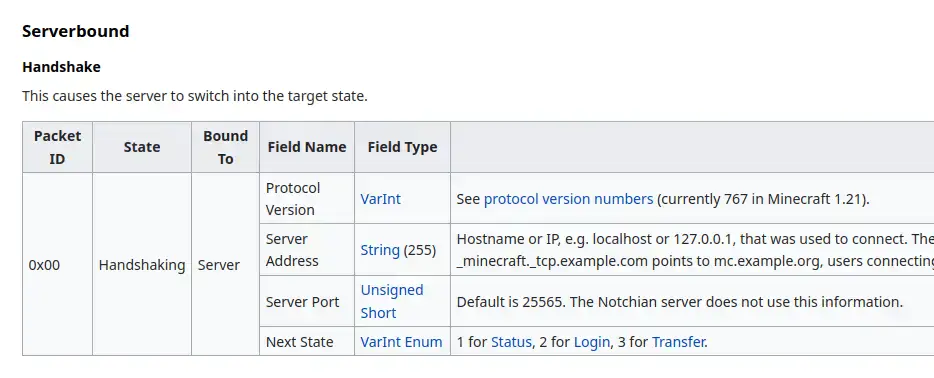 Serverbound
Handshake
This causes the server to switch into the target state.
Packet ID
State
Bound To
Field Name
Field Type
0x00
Handshaking
Server
Protocol Version
VarInt
See protocol version numbers (currently 767 in Minecraft 1.21).
Server Address
String (255)
Hostname or IP, e.g. localhost or 127.0.0.1, that was used to connect. The
_minecraft._tcp.example.com points to mc.example.org, users connecting
Server Port
Unsigned Short
Default is 25565. The Notchian server does not use this information.
Next State
VarInt Enum
1 for Status, 2 for Login, 3 for Transfer.